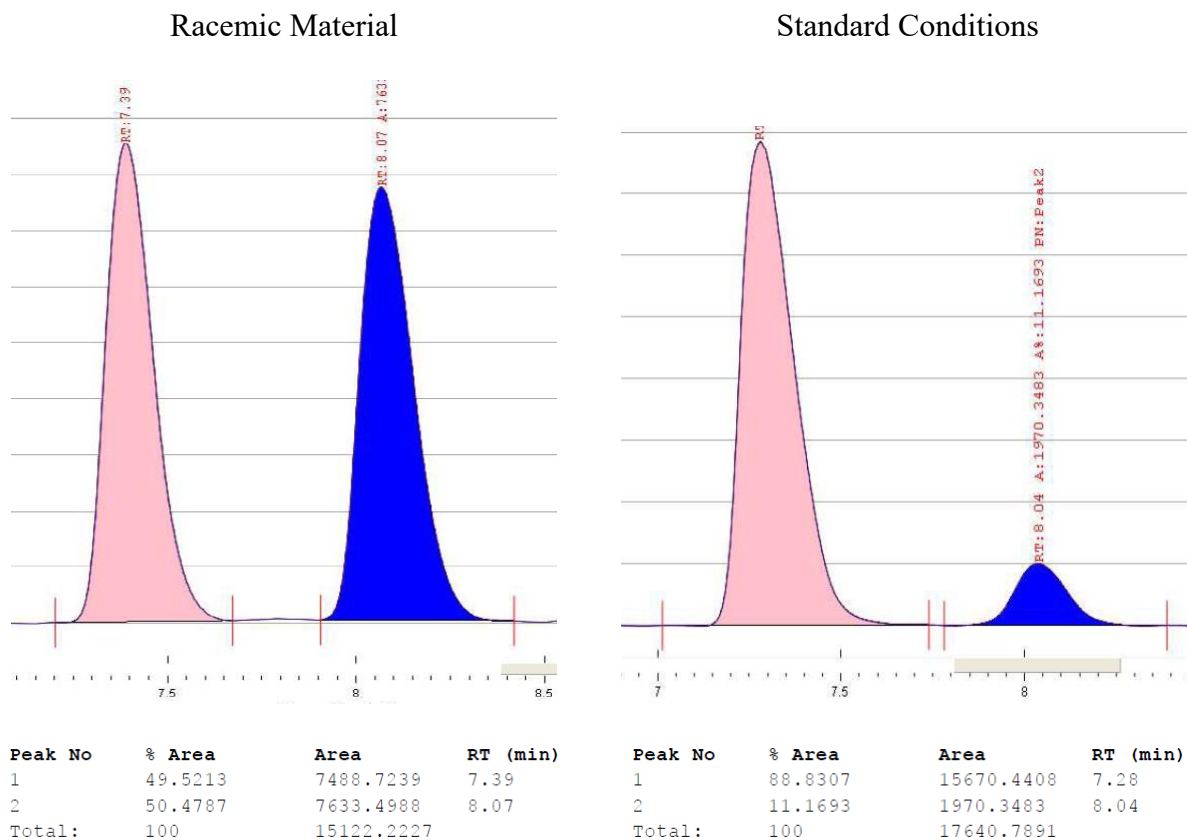 Racemic Material
Standard Conditions
RT:7.39
RT:8.07 A:763
RT
RT:8.04 A:1970.3483 A%:11.1693 PN:Peak2
7.5
8
8.5
7
7.5
8
Peak No % Area Area RT (min)
1 49.5213 7488.7239 7.39
2 50.4787 7633.4988 8.07
Total: 100 15122.2227
Peak No % Area Area RT (min)
1 88.8307 15670.4408 7.28
2 11.1693 1970.3483 8.04
Total: 100 17640.7891